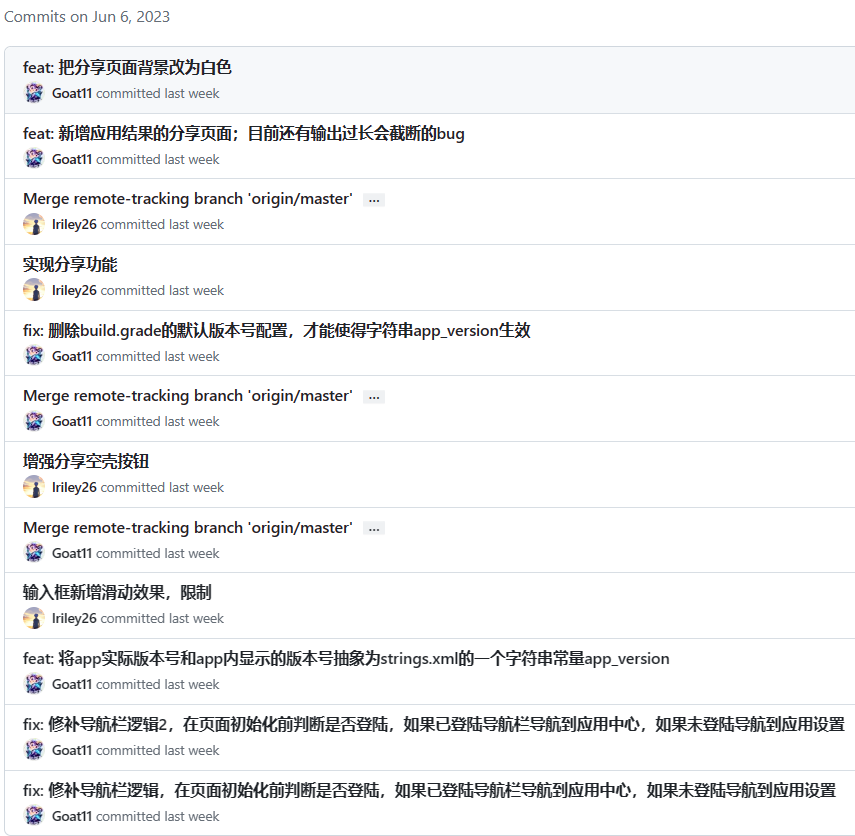 Commits on Jun 6, 2023
feat: 把分享页面背景改为白色
Goat11 committed last week
feat: 新增应用结果的分享页面；目前还有输出过长会截断的bug
Goat11 committed last week
Merge remote-tracking branch 'origin/master' ...
lriley26 committed last week
实现分享功能
lriley26 committed last week
fix: 删除build.grade的默认版本号配置，才能使得字符串app_version生效
Goat11 committed last week
Merge remote-tracking branch 'origin/master' ...
Goat11 committed last week
增强分享空壳按钮
lriley26 committed last week
Merge remote-tracking branch 'origin/master' ...
Goat11 committed last week
输入框新增滑动效果，限制
lriley26 committed last week
feat: 将app实际版本号和app内显示的版本号抽象为strings.xml的一个字符串常量app_version
Goat11 committed last week
fix: 修补导航栏逻辑2，在页面初始化前判断是否登陆，如果已登陆导航栏导航到应用中心，如果未登陆导航到应用设置
Goat11 committed last week
fix: 修补导航栏逻辑，在页面初始化前判断是否登陆，如果已登陆导航栏导航到应用中心，如果未登陆导航到应用设置
Goat11 committed last week